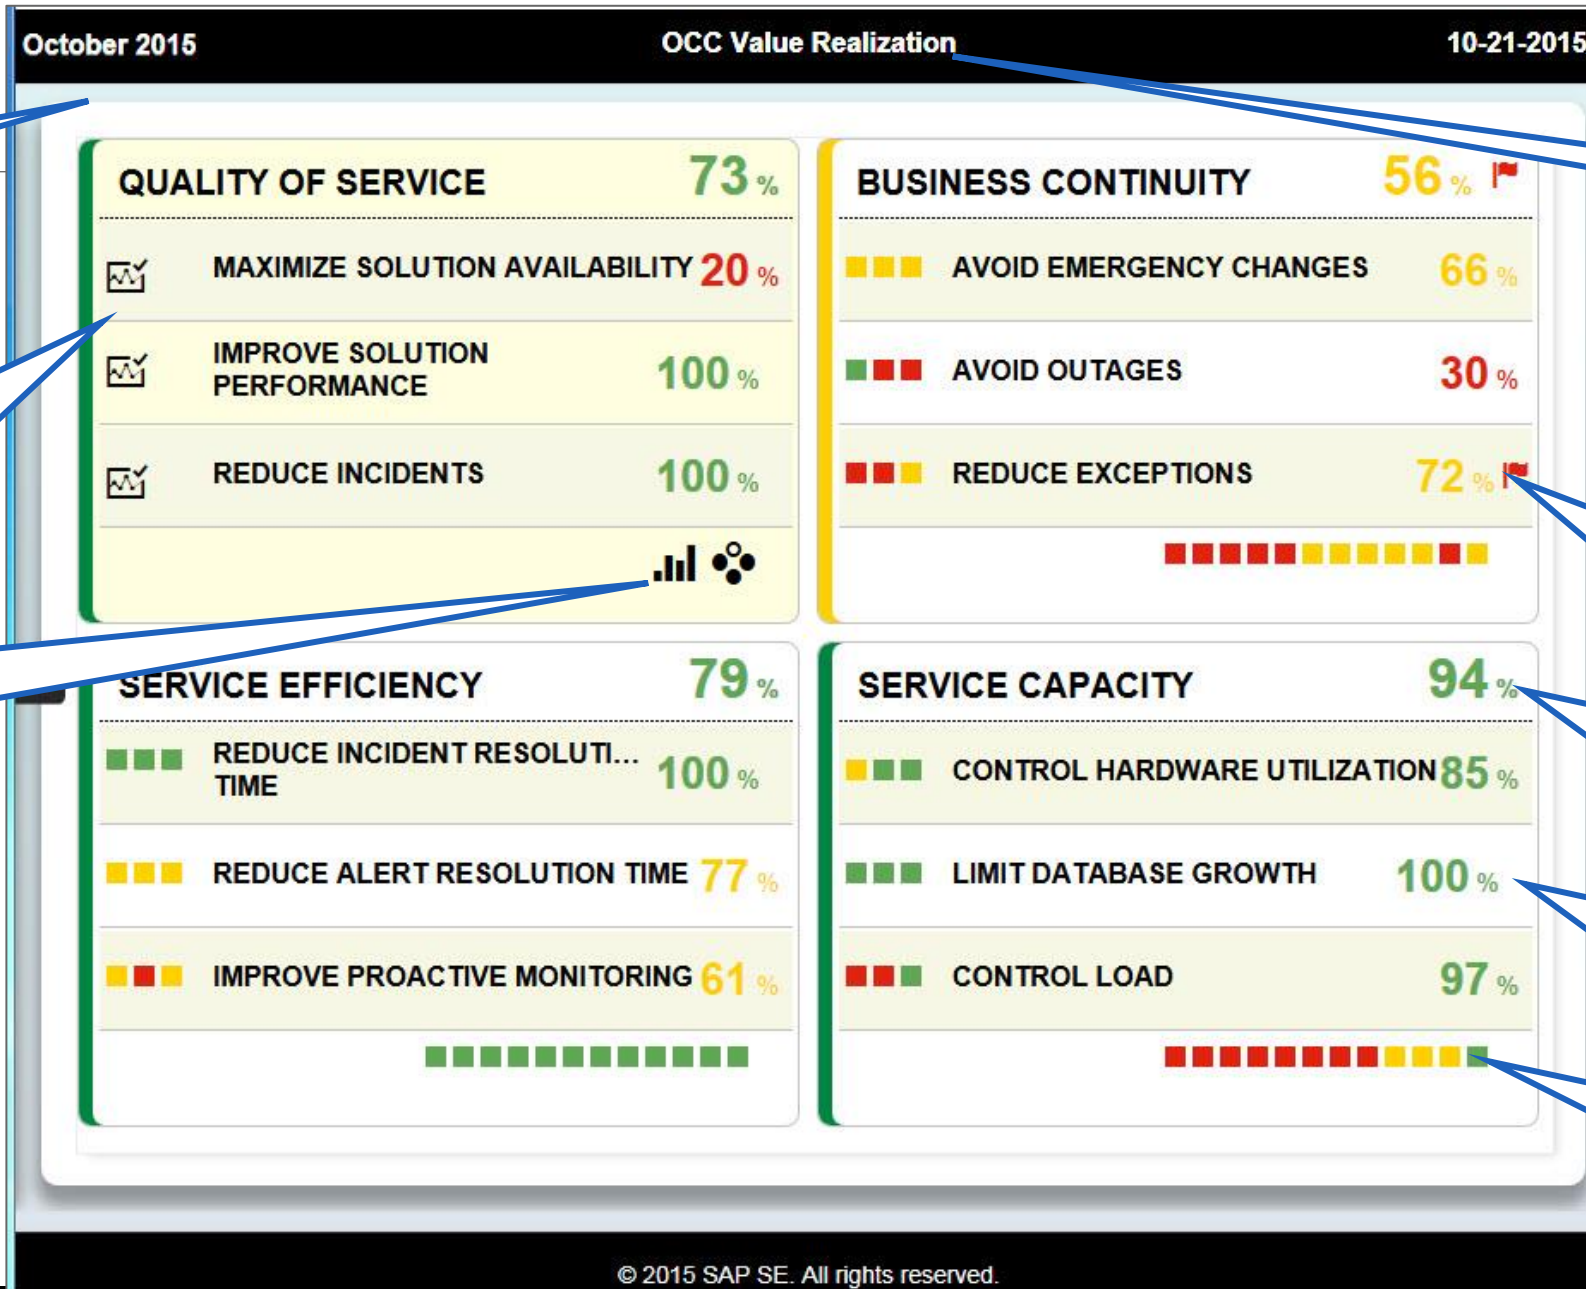 October 2015 OCC Value Realization 10-21-2015
QUALITY OF SERVICE 73 %
MAXIMIZE SOLUTION AVAILABILITY 20 %
IMPROVE SOLUTION
PERFORMANCE 100 %
REDUCE INCIDENTS 100 %
BUSINESS CONTINUITY 56 %
AVOID EMERGENCY CHANGES 66 %
AVOID OUTAGES 30 %
REDUCE EXCEPTIONS 72 %
SERVICE EFFICIENCY 79 %
REDUCE INCIDENT RESOLUTI...
TIME 100 %
REDUCE ALERT RESOLUTION TIME 77 %
IMPROVE PROACTIVE MONITORING 61 %
SERVICE CAPACITY 94 %
CONTROL HARDWARE UTILIZATION 85 %
LIMIT DATABASE GROWTH 100 %
CONTROL LOAD 97 %
© 2015 SAP SE. All rights reserved.